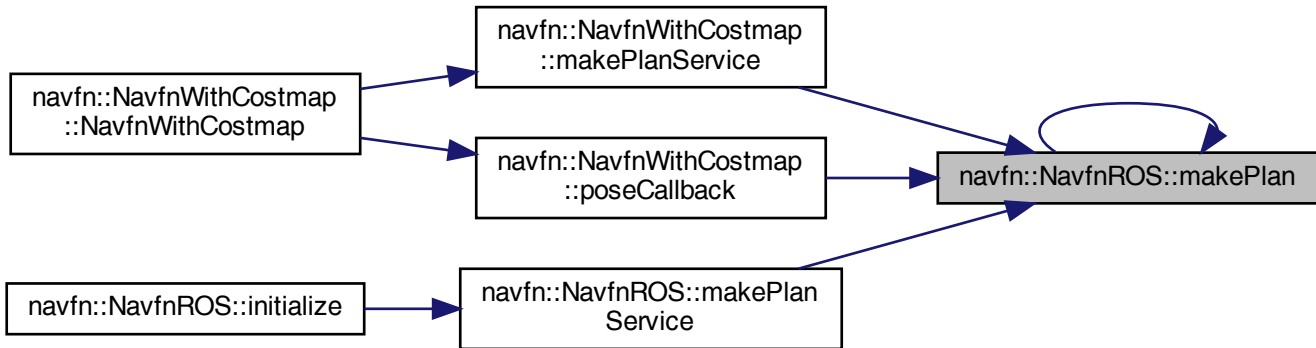 navfn::NavfnWithCostmap
::NavfnWithCostmap
navfn::NavfnWithCostmap
::makePlanService
navfn::NavfnWithCostmap
::poseCallback
navfn::NavfnROS::makePlan
navfn::NavfnROS::initialize
navfn::NavfnROS::makePlan
Service